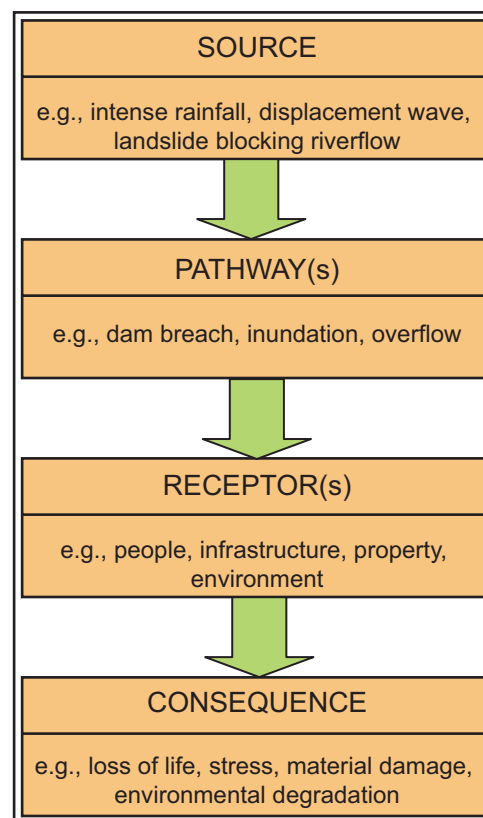 SOURCE
e.g., intense rainfall, displacement wave,
landslide blocking riverflow
PATHWAY(s)
e.g., dam breach, inundation, overflow
RECEPTOR(s)
e.g., people, infrastructure, property,
environment
CONSEQUENCE
e.g., loss of life, stress, material damage,
environmental degradation